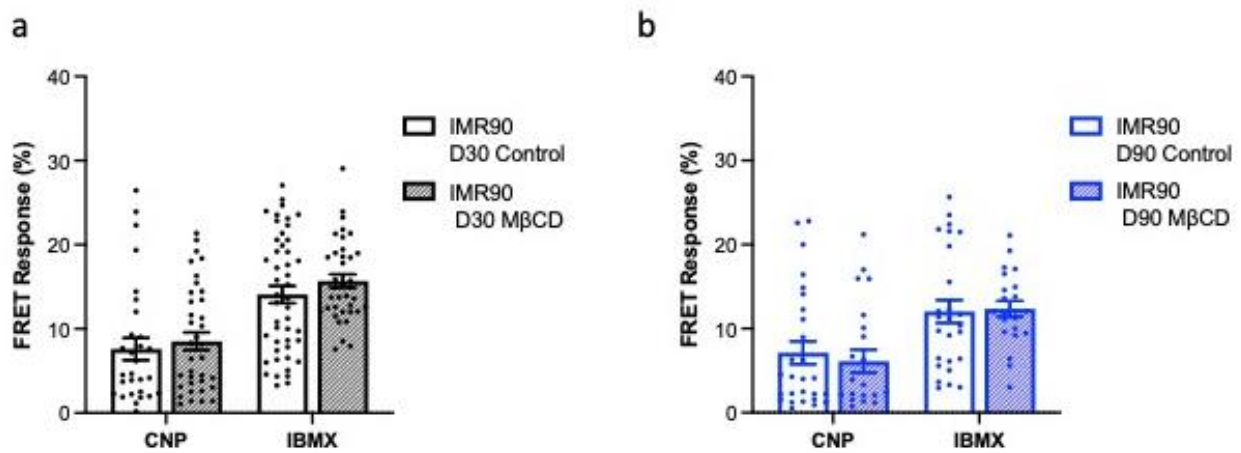 a
FRET Response (%)
40
30
20
10
0
CNP
IBMX
IMR90
D30 Control
IMR90
D30 MβCD
b
FRET Response (%)
40
30
20
10
0
CNP
IBMX
IMR90
D90 Control
IMR90
D90 MβCD